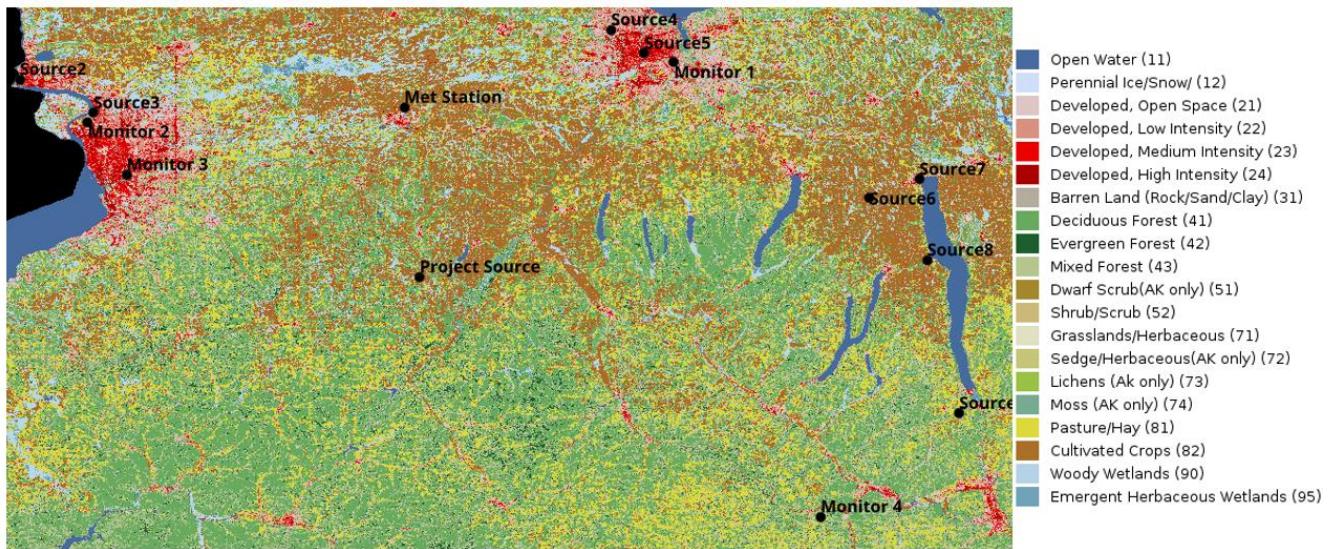 Source4
Source5
Monitor 1
Source2
Source3
Monitor 2
Monitor 3
Met Station
Source7
Source6
Source8
Project Source
Source
Monitor 4
Open Water (11)
Perennial Ice/Snow/ (12)
Developed, Open Space (21)
Developed, Low Intensity (22)
Developed, Medium Intensity (23)
Developed, High Intensity (24)
Barren Land (Rock/Sand/Clay) (31)
Deciduous Forest (41)
Evergreen Forest (42)
Mixed Forest (43)
Dwarf Scrub(AK only) (51)
Shrub/Scrub (52)
Grasslands/Herbaceous (71)
Sedge/Herbaceous(AK only) (72)
Lichens (Ak only) (73)
Moss (AK only) (74)
Pasture/Hay (81)
Cultivated Crops (82)
Woody Wetlands (90)
Emergent Herbaceous Wetlands (95)